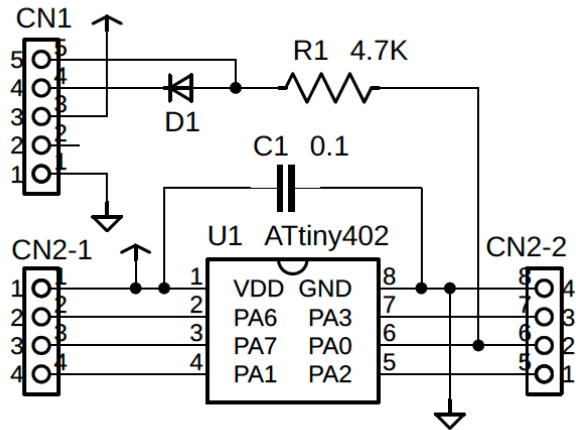 CN1
5 5
4 4
3 3
2 2
1 1
D1
R1 4.7K
C1 0.1
U1 ATtiny402
CN2-1
CN2-2
1 1 1 VDD GND 8 8 4
2 2 2 PA6 PA3 7 7 3
3 3 3 PA7 PA0 6 6 2
4 4 4 PA1 PA2 5 5 1